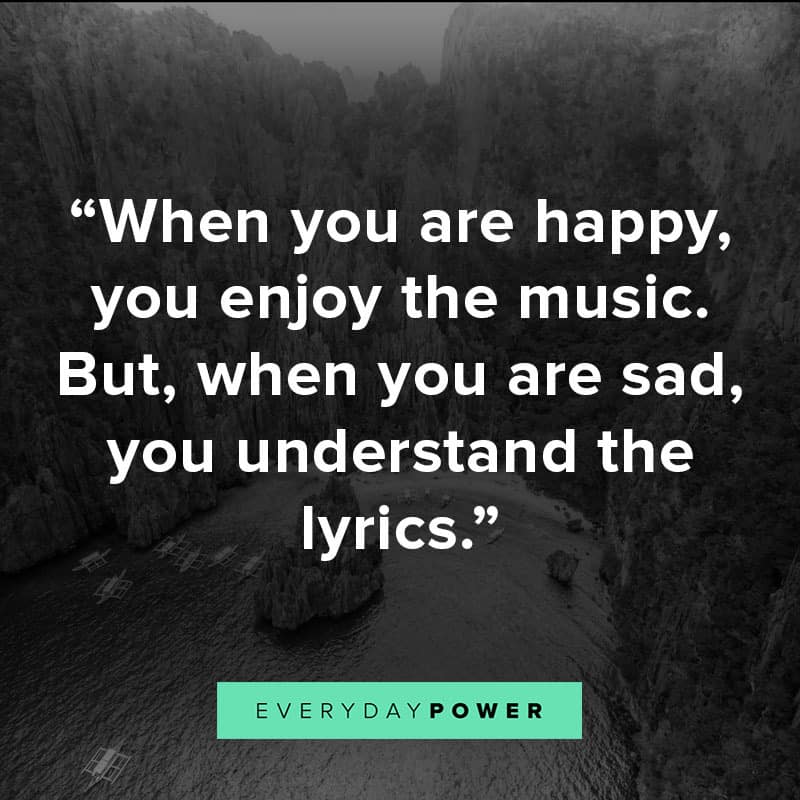 “When you are happy,
you enjoy the music.
But, when you are sad,
you understand the
lyrics.”
EVERYDAYPOWER